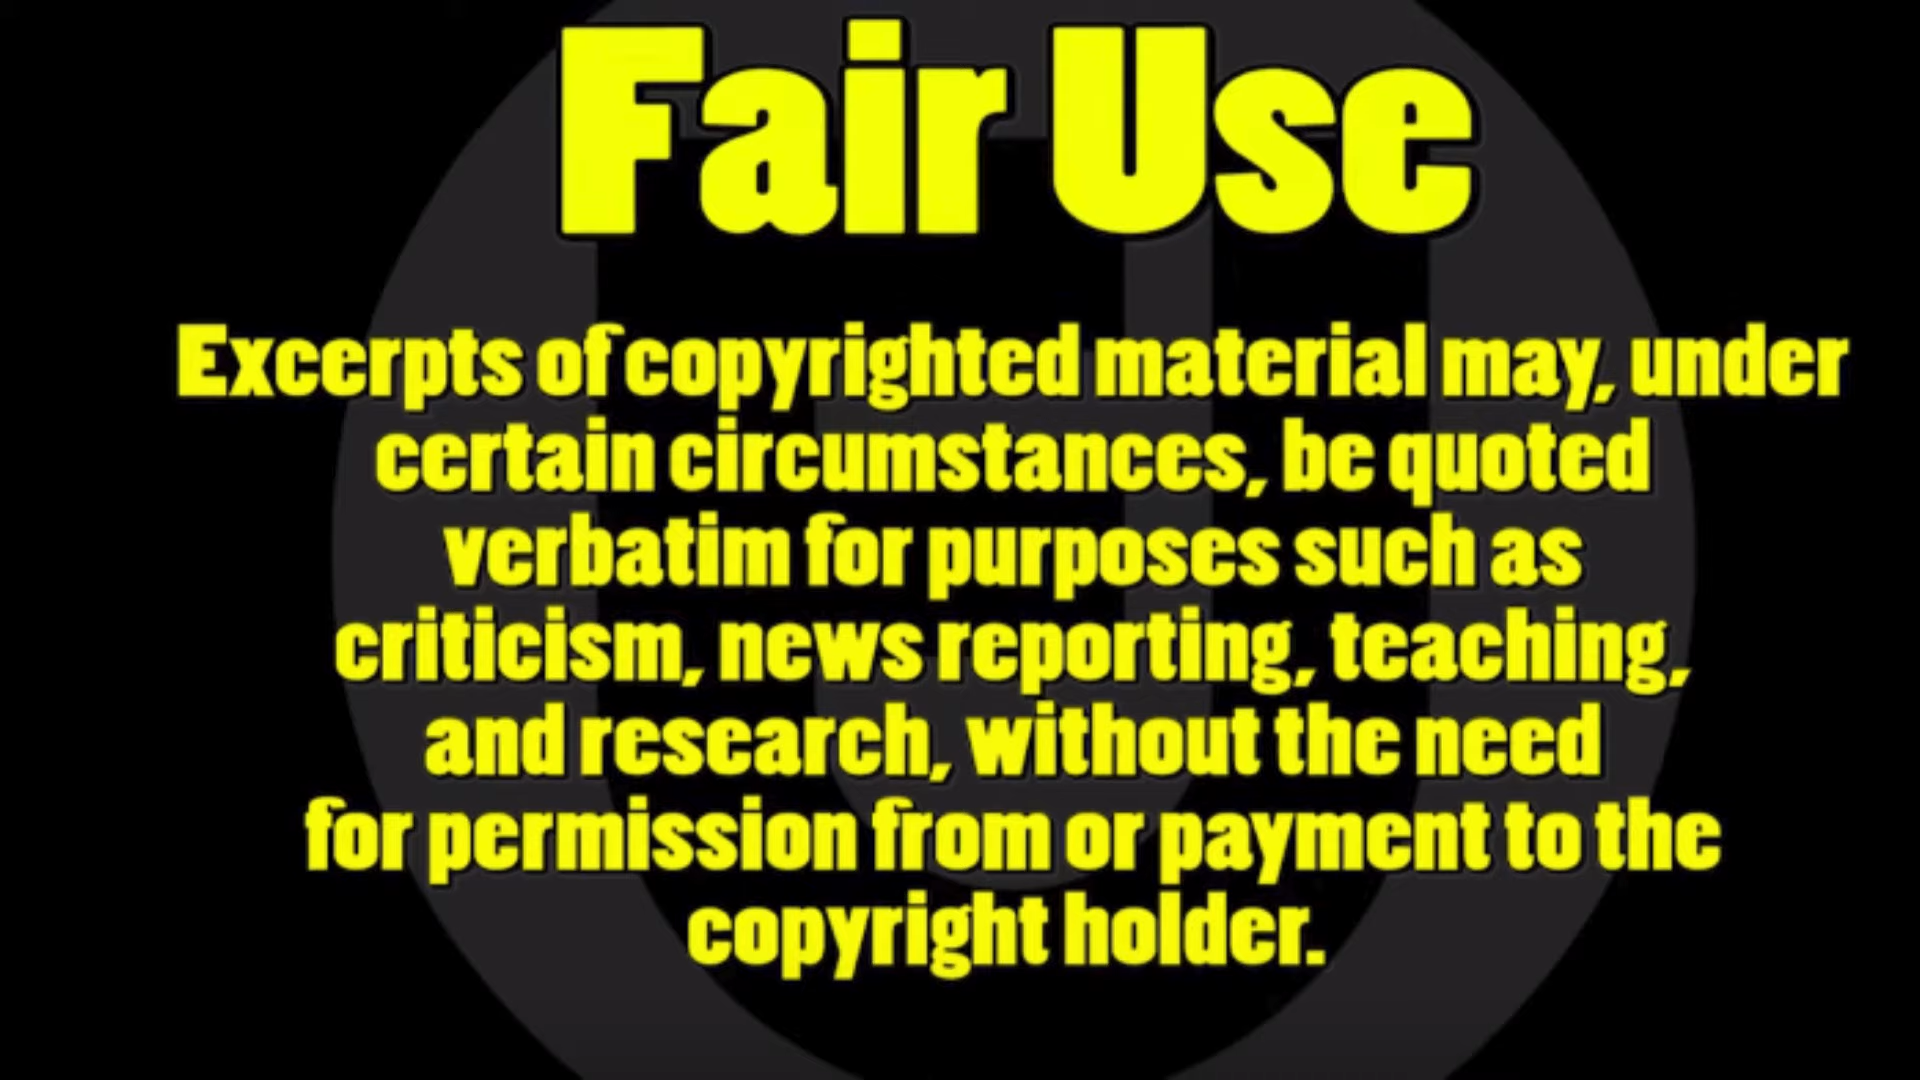 Fair Use
Excerpts of copyrighted material may, under
certain circumstances, be quoted
verbatim for purposes such as
criticism, news reporting, teaching,
and research, without the need
for permission from or payment to the
copyright holder.